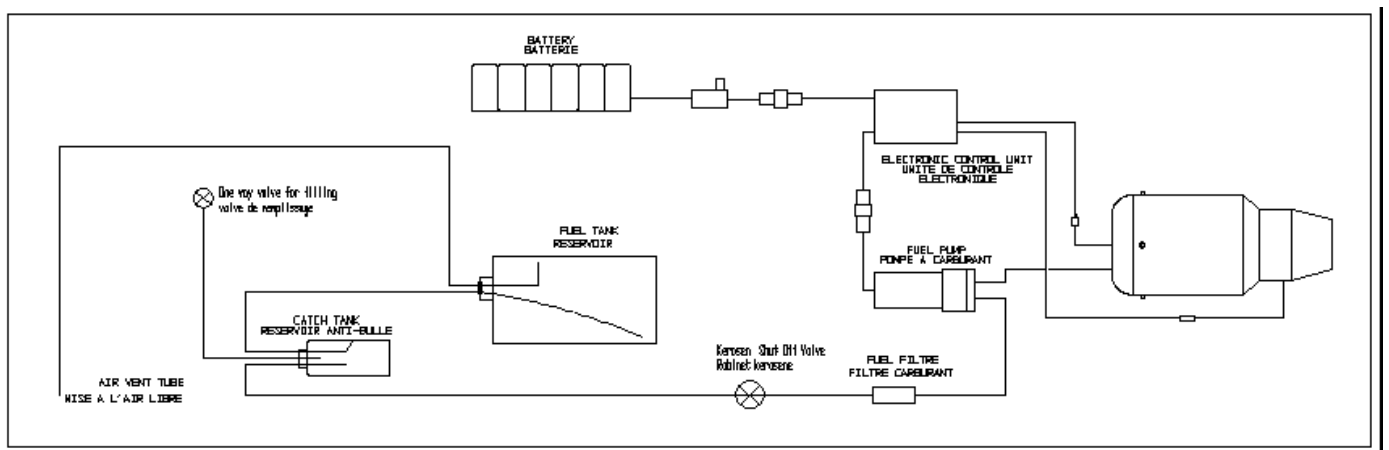 BATTERY
BATTERIE
ELECTRONIC CONTROL UNIT
UNITE DE CONTROLE
ELECTRONIQUE
One way valve for filling
valve de remplissage
FUEL TANK
RESERVOIR
FUEL PUMP
POMPE A CARBURANT
CATCH TANK
RESERVOIR ANTI-BULLE
Kerosen Shut Off Valve
Robinet kerosene
FUEL FILTRE
FILTRE CARBURANT
AIR VENT TUBE
MISE A L'AIR LIBRE